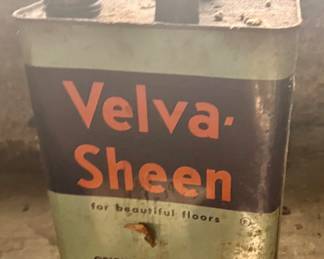 Velva-
Sheen
for beautiful floors